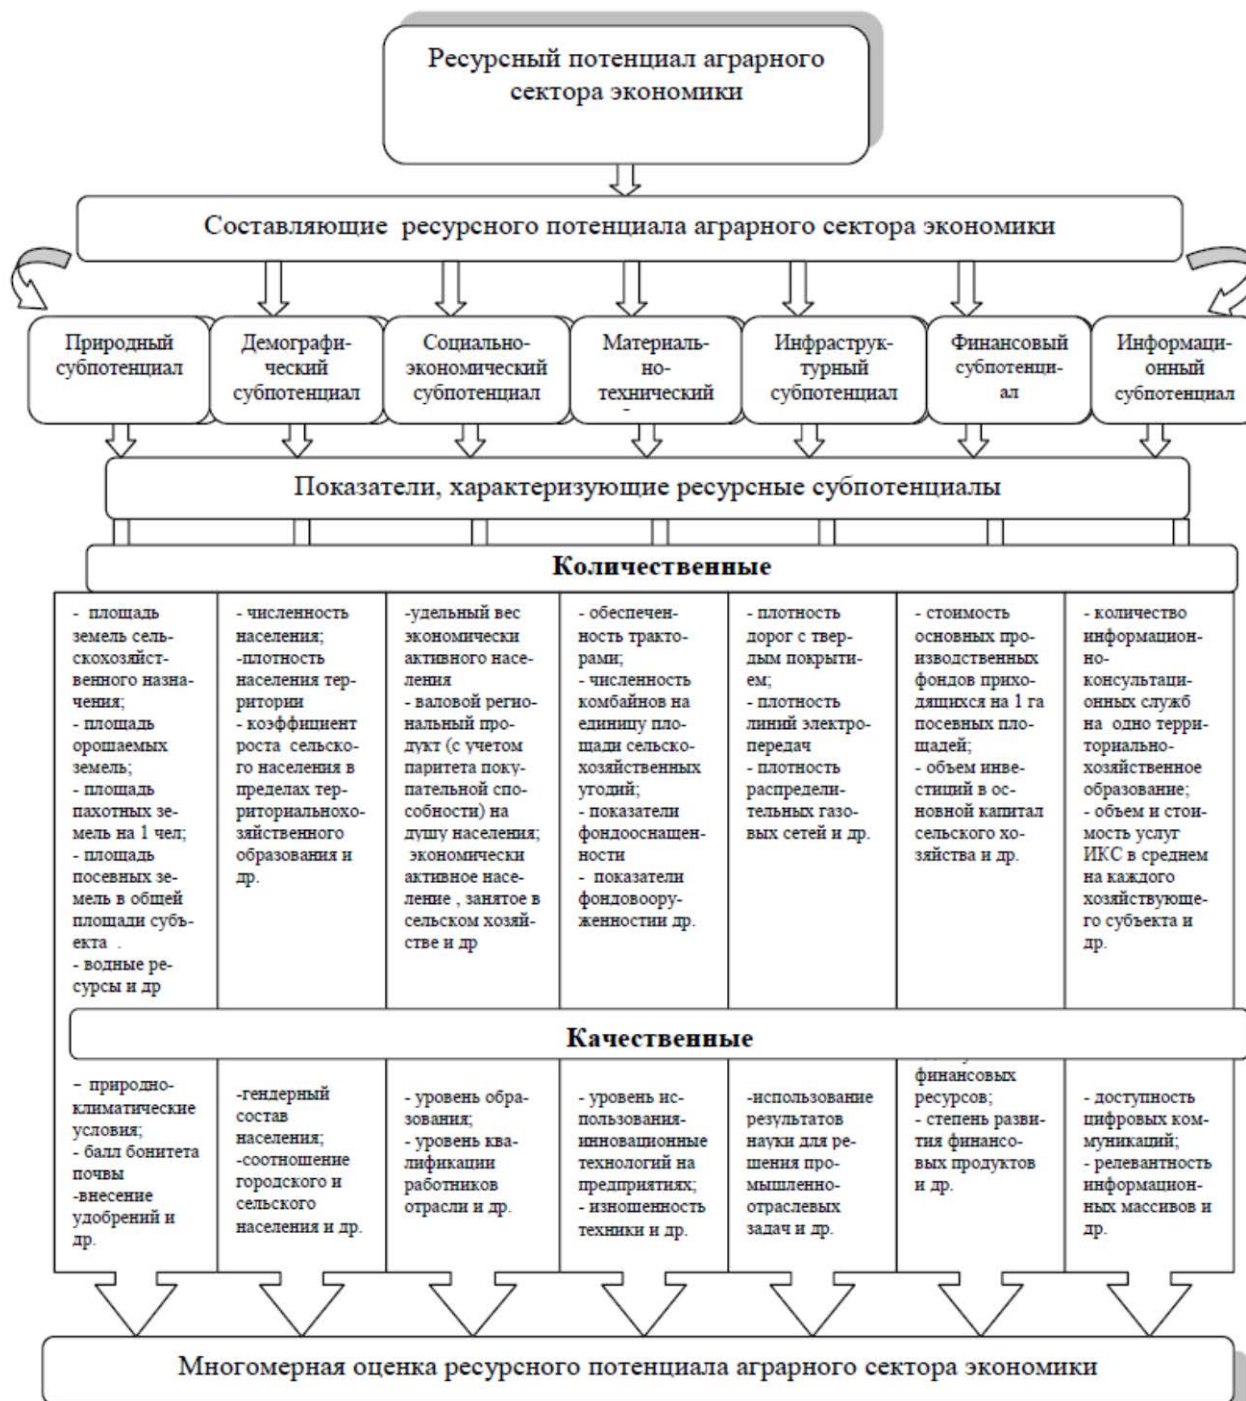 Ресурсный потенциал аграрного
сектора экономики
Составляющие ресурсного потенциала аграрного сектора экономики
Природный
субпотенциал
Демографи-
ческий
субпотенциал
Социально-
экономический
субпотенциал
Материаль-
но-
технический
Инфраструк-
турный
субпотенциал
Финансовый
субпотенци-
ал
Информаци-
онный
субпотенциал
Показатели, характеризующие ресурсные субпотенциалы
Количественные
- площадь
земель сель-
скохозяйст-
венного назна-
чения;
- площадь
орошаемых
земель;
- площадь
пахотных зе-
мель на 1 чел;
- площадь
посевных зе-
мель в общей
площади субъ-
екта .
- водные ре-
сурсы и др
- численность
населения;
-плотность
населения тер-
ритории
- коэффициент
роста сельско-
го населения в
пределах тер-
риториальнохо-
зяйственного
образования и
др.
-удельный вес
экономически
активного насе-
ления
- валовой регио-
нальный про-
дукт (с учетом
паритета поку-
пательной спо-
собности) на
душу населения;
экономически
активное насе-
ление , занятое в
сельском хозяй-
стве и др
- обеспечен-
ность тракто-
рами;
- численность
комбайнов на
единицу пло-
щади сельско-
хозяйственных
угодий;
- показатели
фондооснащен-
ности
- показатели
фондовоору-
женностии др.
- плотность
дорог с твер-
дым покрыти-
ем;
- плотность
линий электро-
передач
- плотность
распредели-
тельных газо-
вых сетей и др.
- стоимость
основных про-
изводственных
фондов прихо-
дящихся на 1 га
посевных пло-
щадей;
- объем инве-
стиций в ос-
новной капитал
сельского хо-
зяйства и др.
- количество
информацион-
но-
консультаци-
онных служб
на одно терри-
ториально-
хозяйственное
образование;
- объем и сто-
имость услуг
ИКС в среднем
на каждого
хозяйствующе-
го субъекта и
др.
Качественные
- природно-
климатические
условия;
- балл бонитета
почвы
-внесение
удобрений и
др.
-гендерный
состав
населения;
-соотношение
городского и
сельского
населения и др.
- уровень обра-
зования;
- уровень ква-
лификации
работников
отрасли и др.
- уровень ис-
пользования-
инновационные
технологий на
предприятиях;
- изношенность
техники и др.
-использование
результатов
науки для ре-
шения про-
мышленно-
отраслевых
задач и др.
финансовых
ресурсов;
- степень разви-
тия финансо-
вых продуктов
и др.
- доступность
цифровых ком-
муникаций;
- релевантность
информацион-
ных массивов и
др.
Многомерная оценка ресурсного потенциала аграрного сектора экономики